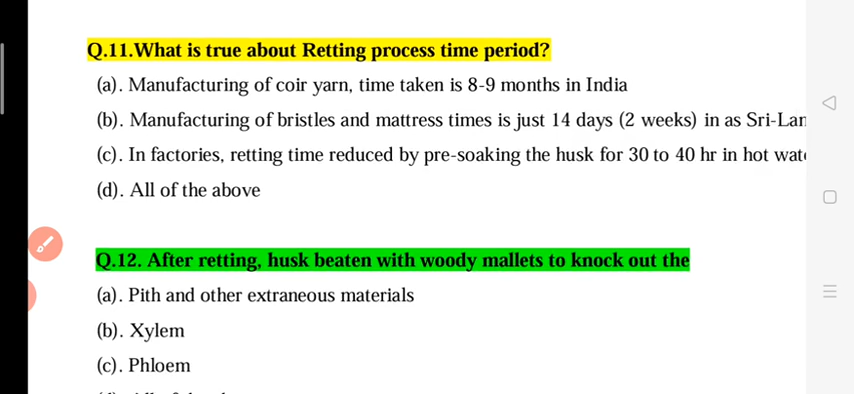 Q.11.What is true about Retting process time period?
(a). Manufacturing of coir yarn, time taken is 8-9 months in India
(b). Manufacturing of bristles and mattress times is just 14 days (2 weeks) in as
(c). In factories, retting time reduced by pre-soaking the husk for 30 to 40 hr in hot
(d). All of the above
Q.12. After retting, husk beaten with woody mallets to knock out the
(a). Pith and other extraneous materials
(b). Xylem
(c). Phloem